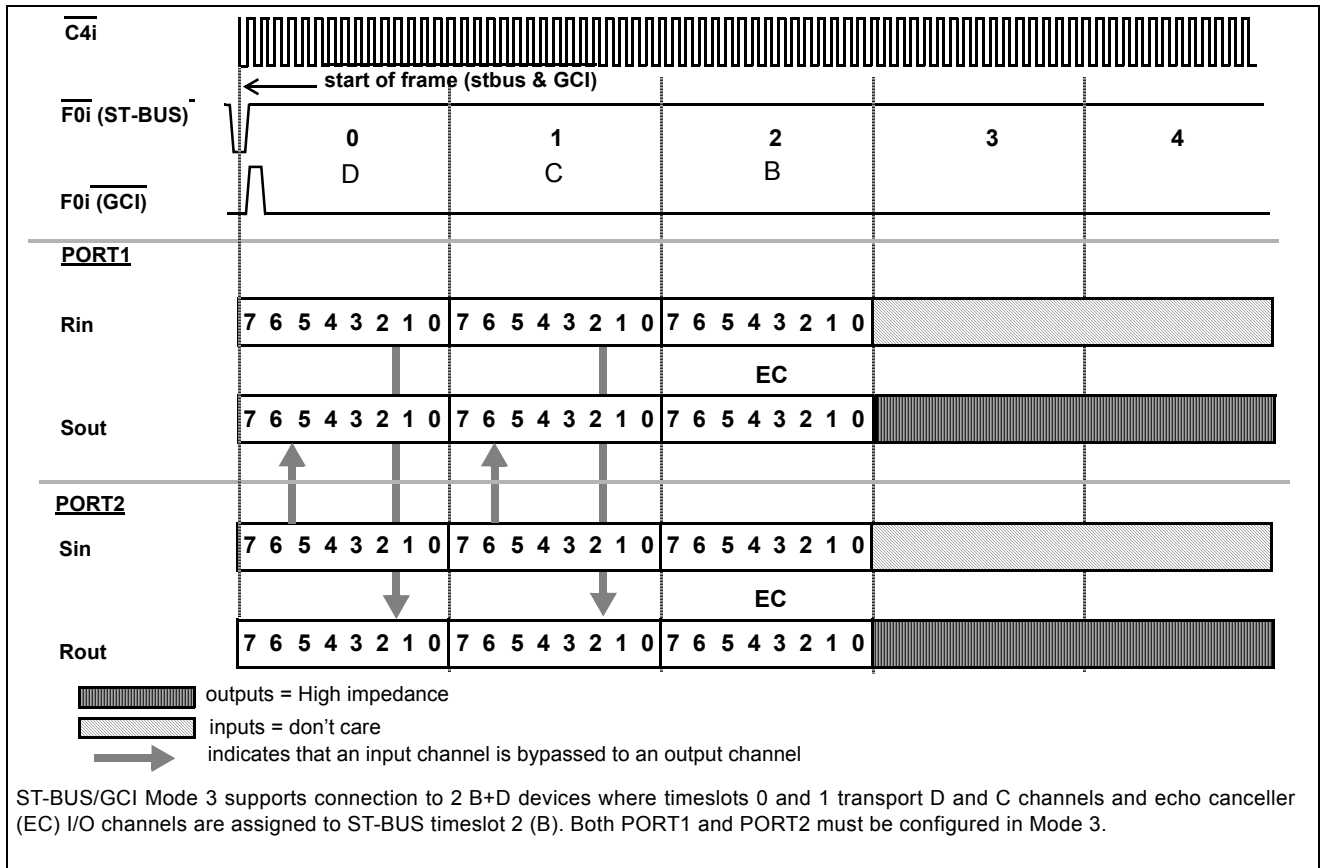 C4i
start of frame (stbus & GCI)
F0i (ST-BUS)
0 1 2 3 4
D C B
F0i (GCI)
PORT1
Rin 7 6 5 4 3 2 1 0 7 6 5 4 3 2 1 0 7 6 5 4 3 2 1 0
EC
Sout 7 6 5 4 3 2 1 0 7 6 5 4 3 2 1 0 7 6 5 4 3 2 1 0
PORT2
Sin 7 6 5 4 3 2 1 0 7 6 5 4 3 2 1 0 7 6 5 4 3 2 1 0
EC
Rout 7 6 5 4 3 2 1 0 7 6 5 4 3 2 1 0 7 6 5 4 3 2 1 0
outputs = High impedance
inputs = don't care
indicates that an input channel is bypassed to an output channel
ST-BUS/GCI Mode 3 supports connection to 2 B+D devices where timeslots 0 and 1 transport D and C channels and echo canceller
(EC) I/O channels are assigned to ST-BUS timeslot 2 (B). Both PORT1 and PORT2 must be configured in Mode 3.